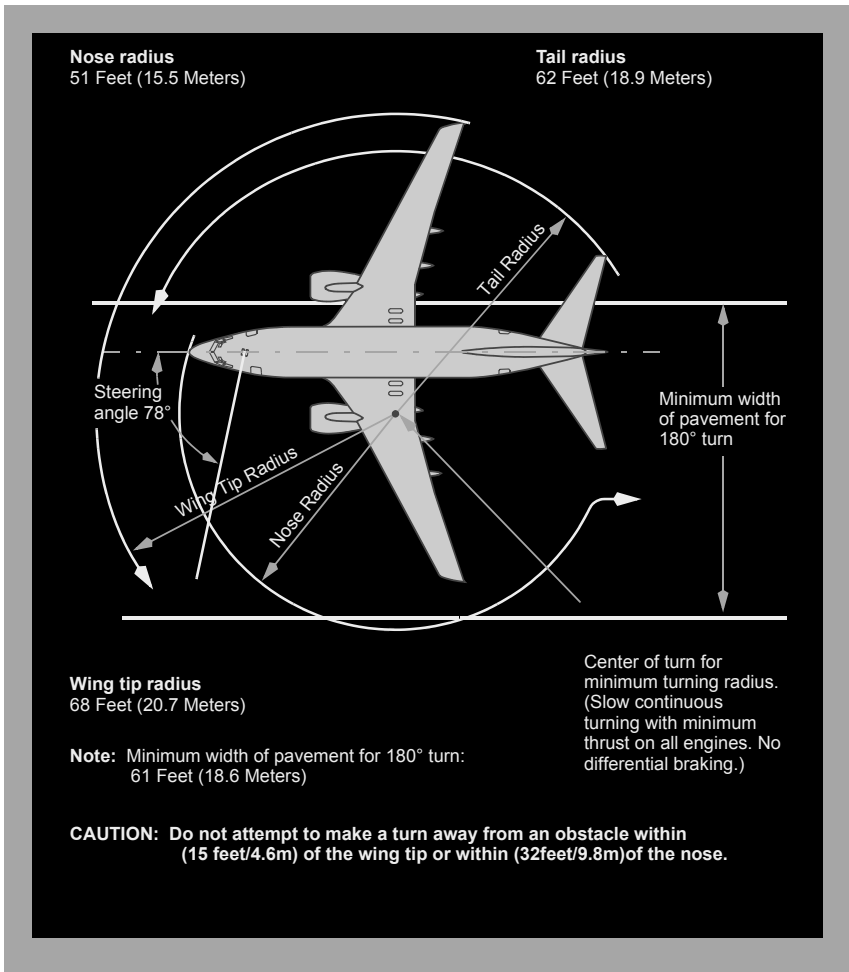 Nose radius
51 Feet (15.5 Meters)
Tail radius
62 Feet (18.9 Meters)
Tail Radius
Steering
angle 78°
Minimum width
of pavement for
180° turn
Wing Tip Radius
Nose Radius
Center of turn for
minimum turning radius.
(Slow continuous
turning with minimum
thrust on all engines. No
differential braking.)
Wing tip radius
68 Feet (20.7 Meters)
Note: Minimum width of pavement for 180° turn:
61 Feet (18.6 Meters)
CAUTION: Do not attempt to make a turn away from an obstacle within
(15 feet/4.6m) of the wing tip or within (32feet/9.8m)of the nose.